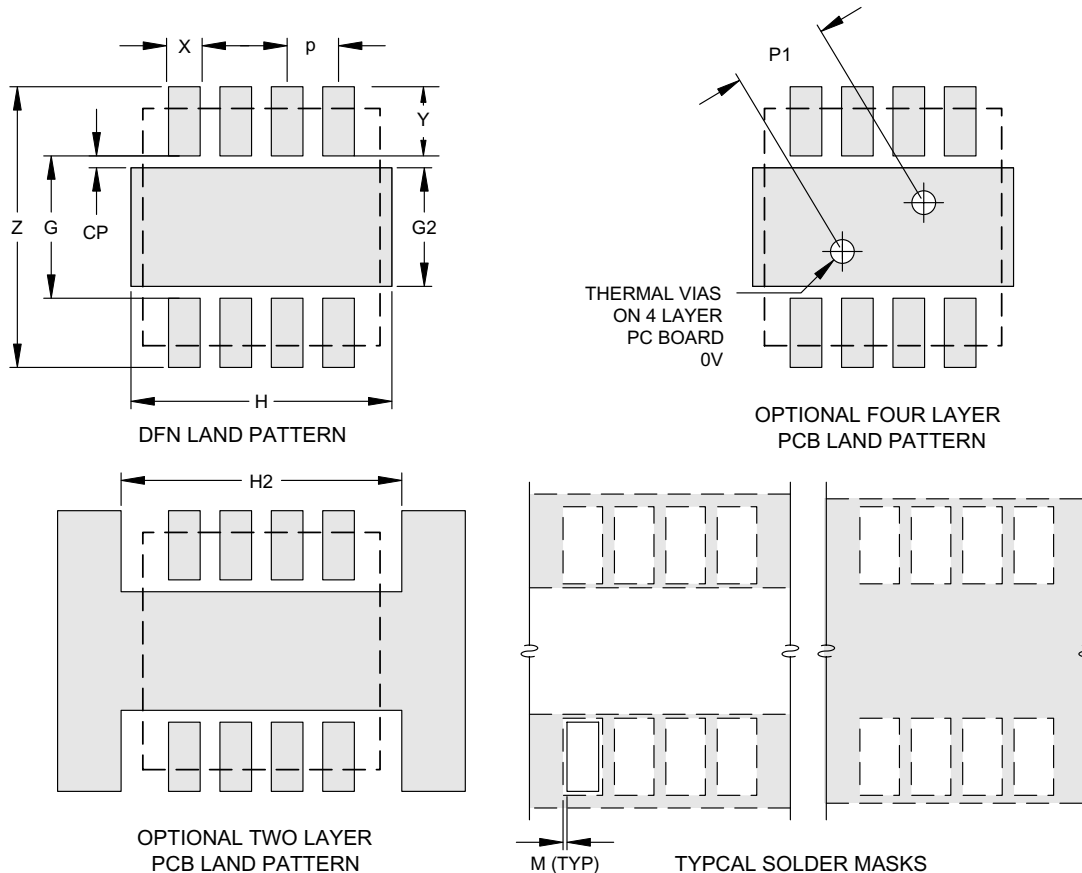 X
p
P1
Y
Z
G
CP
G2
H
DFN LAND PATTERN
THERMAL VIAS
ON 4 LAYER
PC BOARD
0V
OPTIONAL FOUR LAYER
PCB LAND PATTERN
H2
OPTIONAL TWO LAYER
PCB LAND PATTERN
M (TYP)
TYPCAL SOLDER MASKS